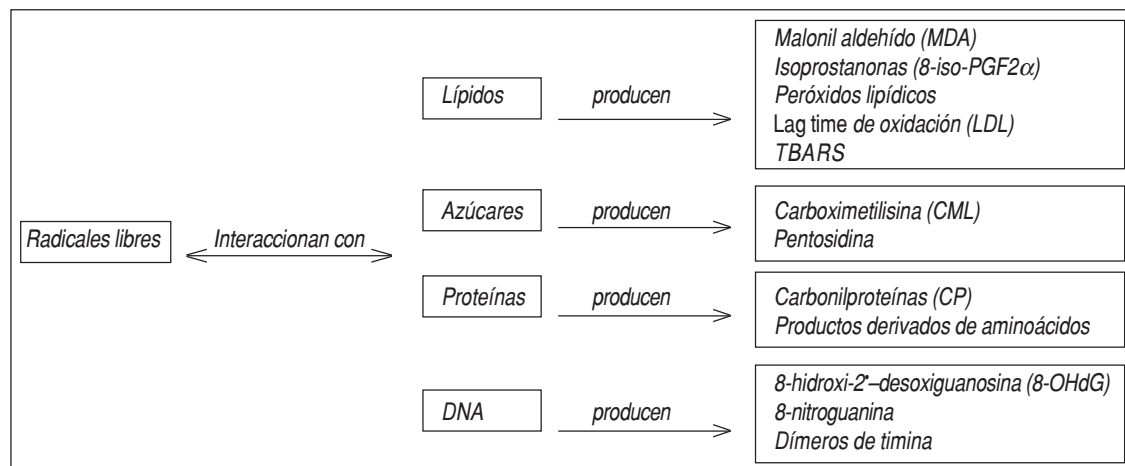 Radicales libres
Interaccionan con
Lípidos
producen
Malonil aldehído (MDA)
Isoprostanonas (8-iso-PGF2α)
Peróxidos lipídicos
Lag time de oxidación (LDL)
TBARS
Azúcares
producen
Carboximetilisina (CML)
Pentosidina
Proteínas
producen
Carbonilproteínas (CP)
Productos derivados de aminoácidos
DNA
producen
8-hidroxi-2'–desoxiguanosina (8-OHdG)
8-nitroguanina
Dímeros de timina